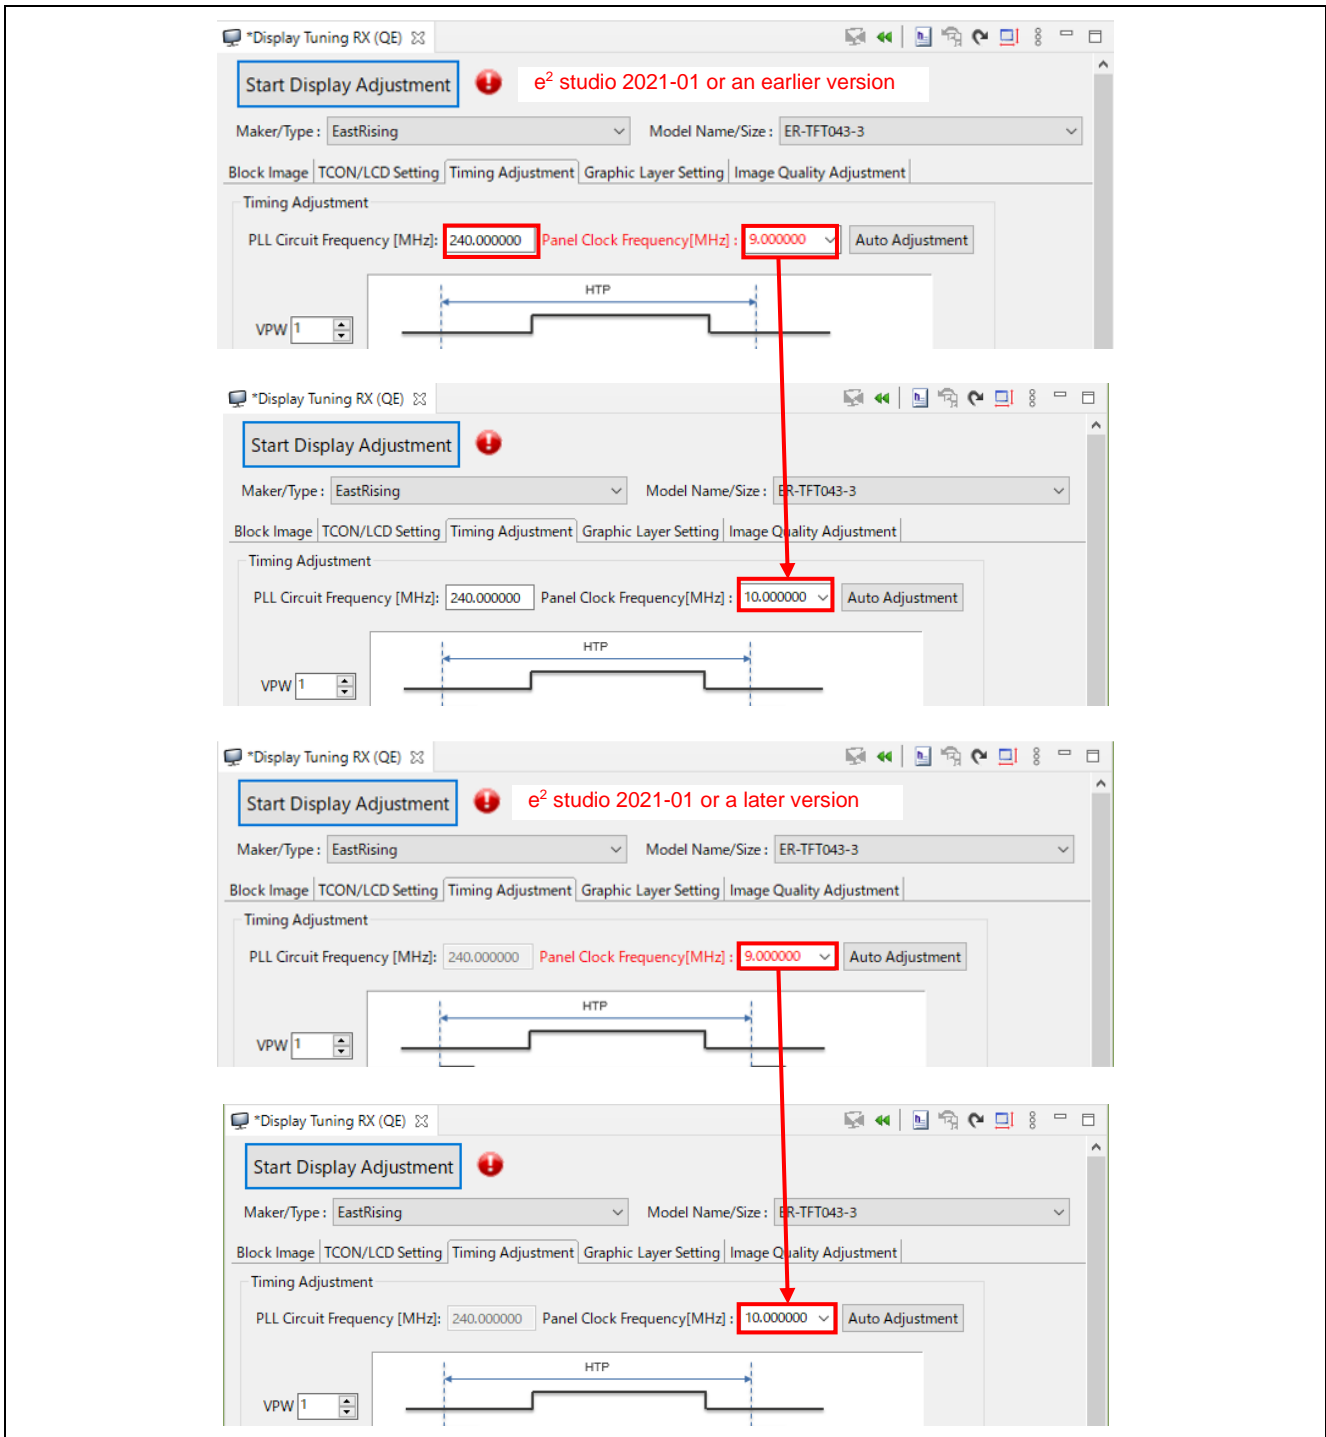 *Display Tuning RX (QE)
Start Display Adjustment
e² studio 2021-01 or an earlier version
Maker/Type : EastRising Model Name/Size : ER-TFT043-3
Block Image TCON/LCD Setting Timing Adjustment Graphic Layer Setting Image Quality Adjustment
Timing Adjustment
PLL Circuit Frequency [MHz]: 240.000000 Panel Clock Frequency[MHz] : 9.000000 Auto Adjustment
HTP
VPW 1
*Display Tuning RX (QE)
Start Display Adjustment
Maker/Type : EastRising Model Name/Size : ER-TFT043-3
Block Image TCON/LCD Setting Timing Adjustment Graphic Layer Setting Image Quality Adjustment
Timing Adjustment
PLL Circuit Frequency [MHz]: 240.000000 Panel Clock Frequency[MHz] : 10.000000 Auto Adjustment
HTP
VPW 1
*Display Tuning RX (QE)
Start Display Adjustment
e² studio 2021-01 or a later version
Maker/Type : EastRising Model Name/Size : ER-TFT043-3
Block Image TCON/LCD Setting Timing Adjustment Graphic Layer Setting Image Quality Adjustment
Timing Adjustment
PLL Circuit Frequency [MHz]: 240.000000 Panel Clock Frequency[MHz] : 9.000000 Auto Adjustment
HTP
VPW 1
*Display Tuning RX (QE)
Start Display Adjustment
Maker/Type : EastRising Model Name/Size : ER-TFT043-3
Block Image TCON/LCD Setting Timing Adjustment Graphic Layer Setting Image Quality Adjustment
Timing Adjustment
PLL Circuit Frequency [MHz]: 240.000000 Panel Clock Frequency[MHz] : 10.000000 Auto Adjustment
HTP
VPW 1